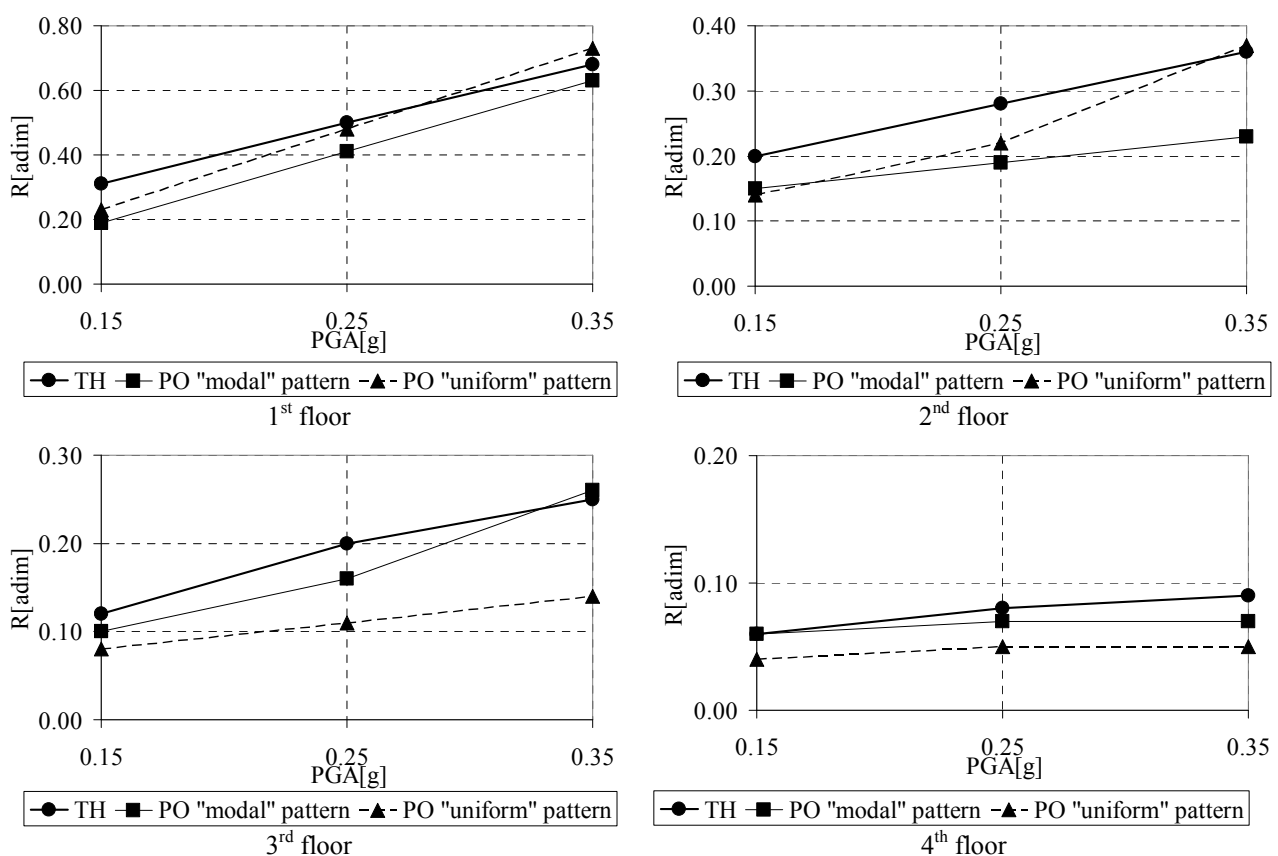 0.80
0.60
0.40
0.20
0.00
R[adim]
0.15 0.25 0.35
PGA[g]
TH PO "modal" pattern PO "uniform" pattern
1st floor
0.40
0.30
0.20
0.10
0.00
R[adim]
0.15 0.25 0.35
PGA[g]
TH PO "modal" pattern PO "uniform" pattern
2nd floor
0.30
0.20
0.10
0.00
R[adim]
0.15 0.25 0.35
PGA[g]
TH PO "modal" pattern PO "uniform" pattern
3rd floor
0.20
0.10
0.00
R[adim]
0.15 0.25 0.35
PGA[g]
TH PO "modal" pattern PO "uniform" pattern
4th floor